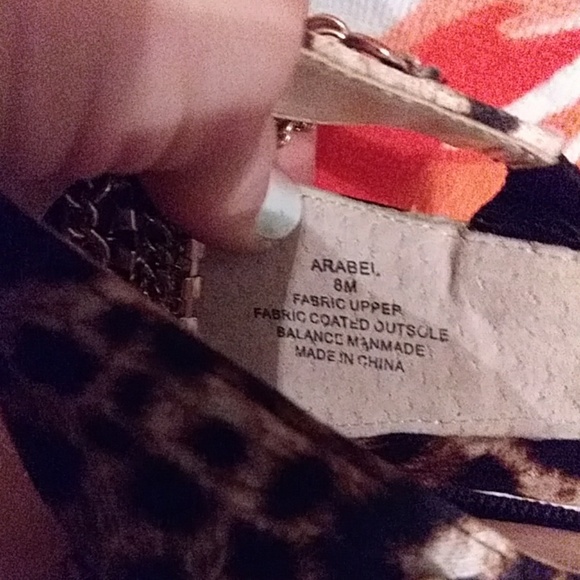 ARABEL
8M
FABRIC UPPER
FABRIC COATED OUTSOLE
BALANCE MANMADE
MADE IN CHINA